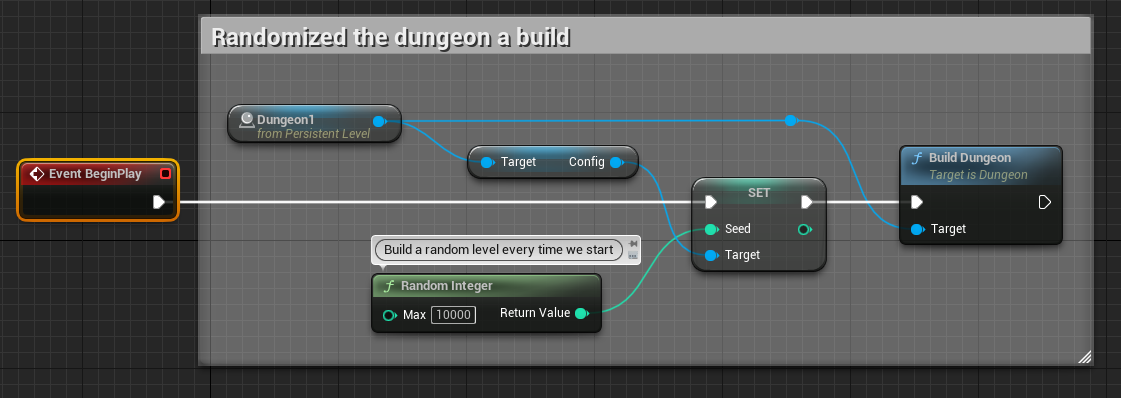 Randomized the dungeon a build
Dungeon1
from Persistent Level
Target Config
Build Dungeon
Target is Dungeon
Event BeginPlay
SET
Seed
Target
Target
Build a random level every time we start
Random Integer
Max 10000 Return Value